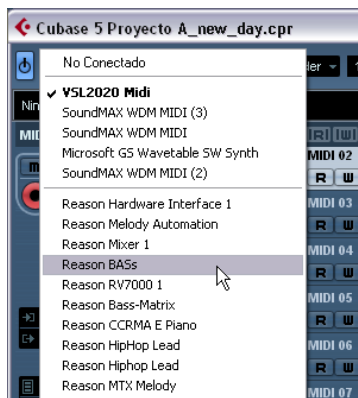 Cubase 5 Proyecto A_new_day.cpr
No Conectado
VSL2020 Midi
SoundMAX WDM MIDI (3)
SoundMAX WDM MIDI
Microsoft GS Wavetable SW Synth
SoundMAX WDM MIDI (2)
Reason Hardware Interface 1
Reason Melody Automation
Reason Mixer 1
Reason BASs
Reason RV7000 1
Reason Bass-Matrix
Reason CCRMA E Piano
Reason HipHop Lead
Reason Hiphop Lead
Reason MTX Melody
Nin
m
MIDI 02
R W
MIDI 03
R W
MIDI 04
R W
MIDI 05
R W
MIDI 06
R W
MIDI 07